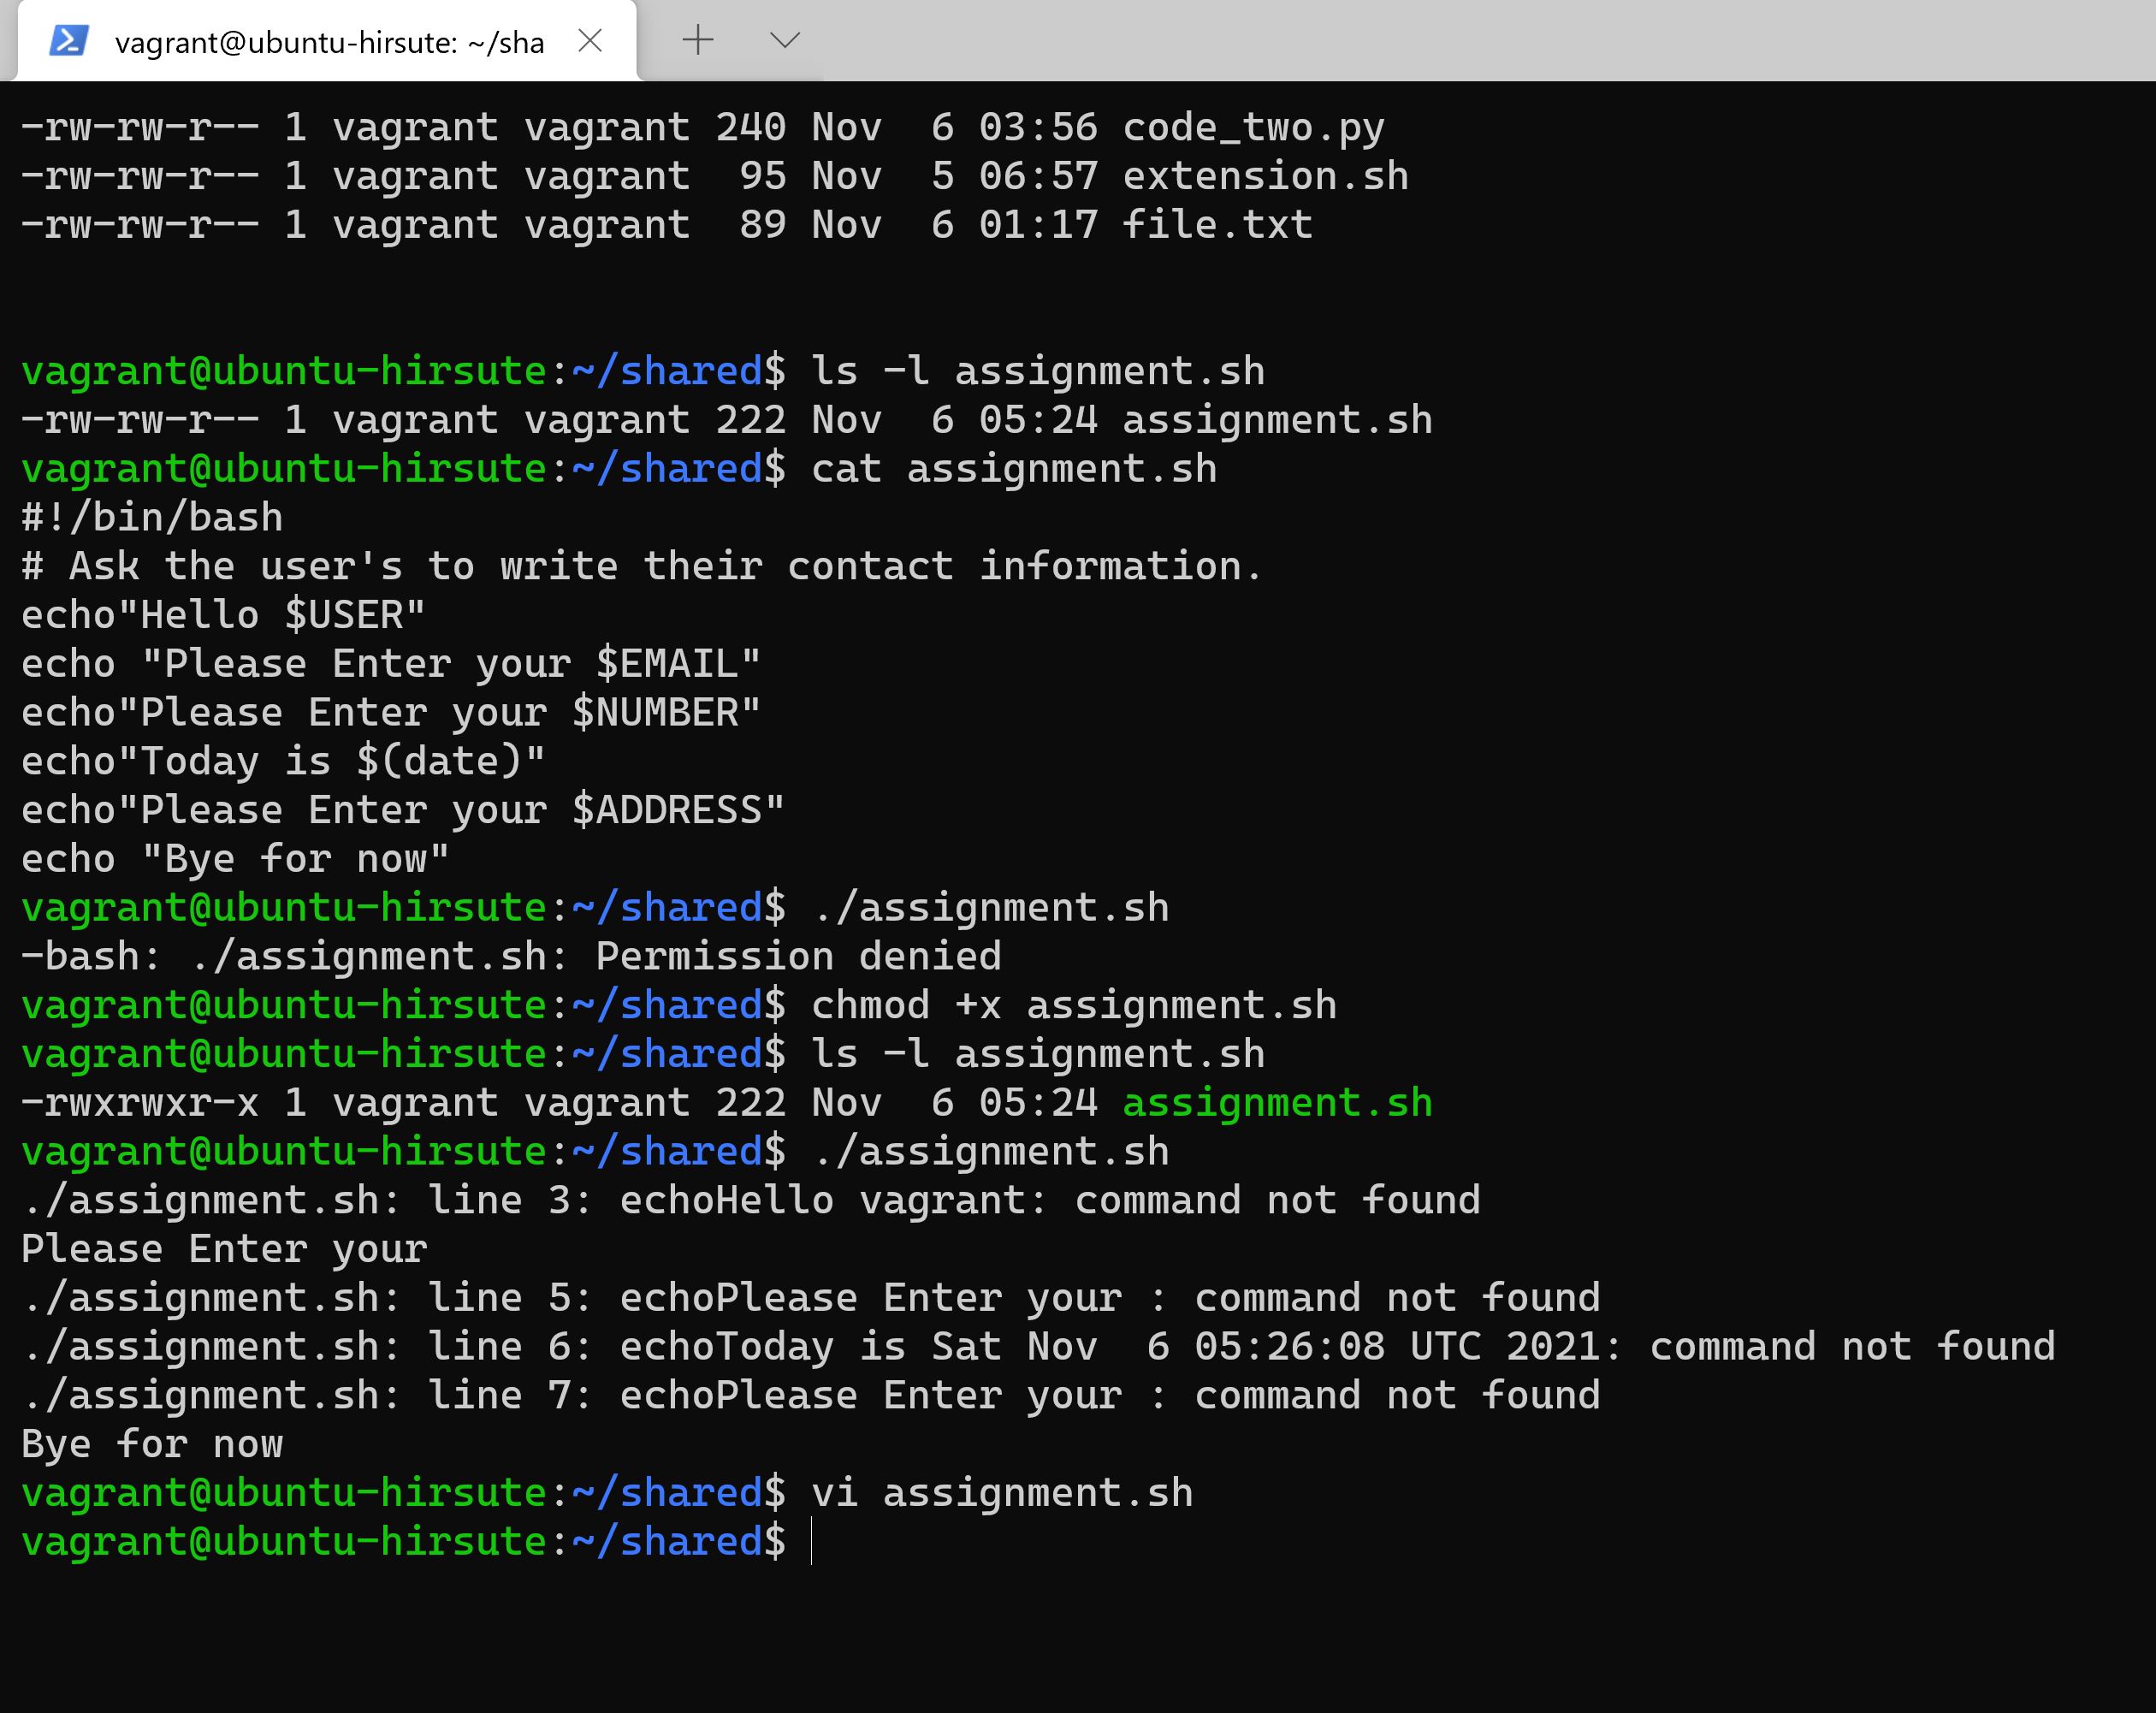 vagrant@ubuntu-hirsute: ~/sha
-rw-rw-r-- 1 vagrant vagrant 240 Nov  6 03:56 code_two.py
-rw-rw-r-- 1 vagrant vagrant  95 Nov  5 06:57 extension.sh
-rw-rw-r-- 1 vagrant vagrant  89 Nov  6 01:17 file.txt
vagrant@ubuntu-hirsute:~/shared$ ls -l assignment.sh
-rw-rw-r-- 1 vagrant vagrant 222 Nov  6 05:24 assignment.sh
vagrant@ubuntu-hirsute:~/shared$ cat assignment.sh
#!/bin/bash
# Ask the user's to write their contact information.
echo"Hello $USER"
echo "Please Enter your $EMAIL"
echo"Please Enter your $NUMBER"
echo"Today is $(date)"
echo"Please Enter your $ADDRESS"
echo "Bye for now"
vagrant@ubuntu-hirsute:~/shared$ ./assignment.sh
-bash: ./assignment.sh: Permission denied
vagrant@ubuntu-hirsute:~/shared$ chmod +x assignment.sh
vagrant@ubuntu-hirsute:~/shared$ ls -l assignment.sh
-rwxrwxr-x 1 vagrant vagrant 222 Nov  6 05:24 assignment.sh
vagrant@ubuntu-hirsute:~/shared$ ./assignment.sh
./assignment.sh: line 3: echoHello vagrant: command not found
Please Enter your
./assignment.sh: line 5: echoPlease Enter your : command not found
./assignment.sh: line 6: echoToday is Sat Nov  6 05:26:08 UTC 2021: command not found
./assignment.sh: line 7: echoPlease Enter your : command not found
Bye for now
vagrant@ubuntu-hirsute:~/shared$ vi assignment.sh
vagrant@ubuntu-hirsute:~/shared$